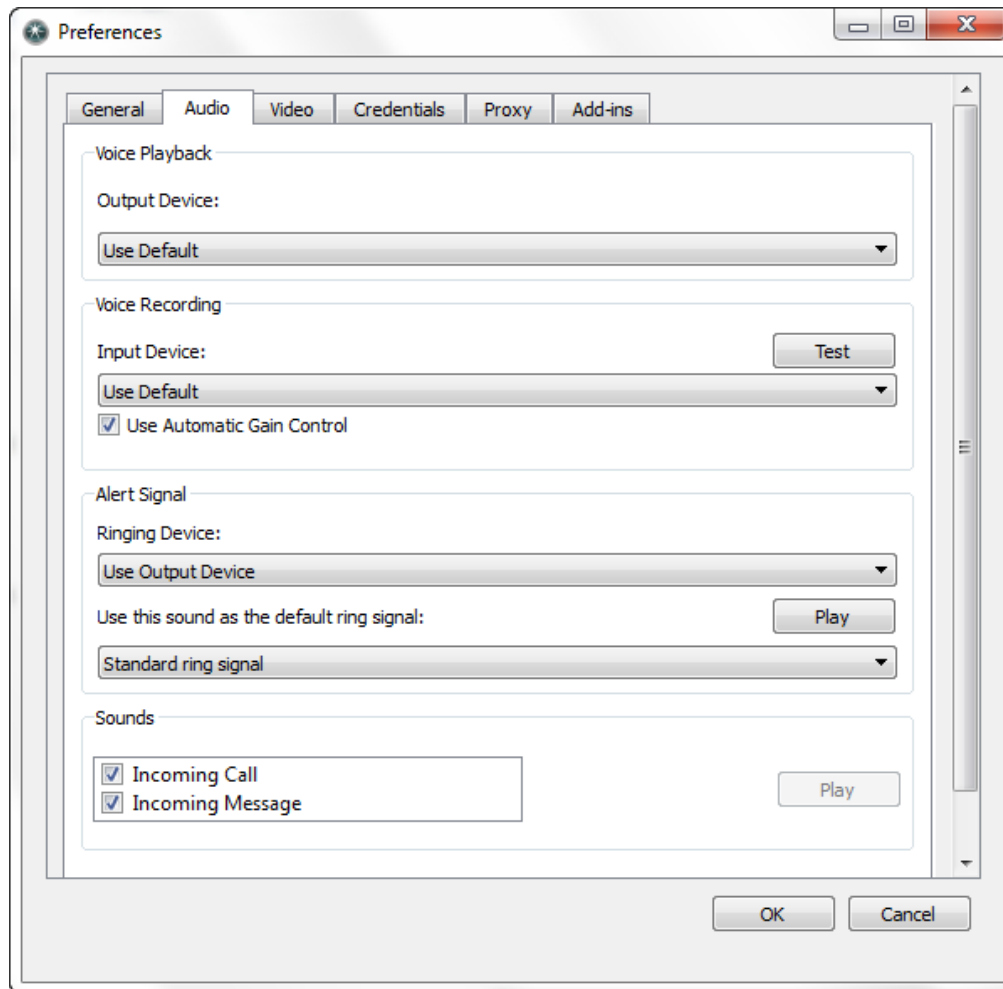 Preferences
General Audio Video Credentials Proxy Add-ins
Voice Playback
Output Device:
Use Default
Voice Recording
Input Device: Test
Use Default
Use Automatic Gain Control
Alert Signal
Ringing Device:
Use Output Device
Use this sound as the default ring signal: Play
Standard ring signal
Sounds
Incoming Call
Incoming Message
Play
OK Cancel